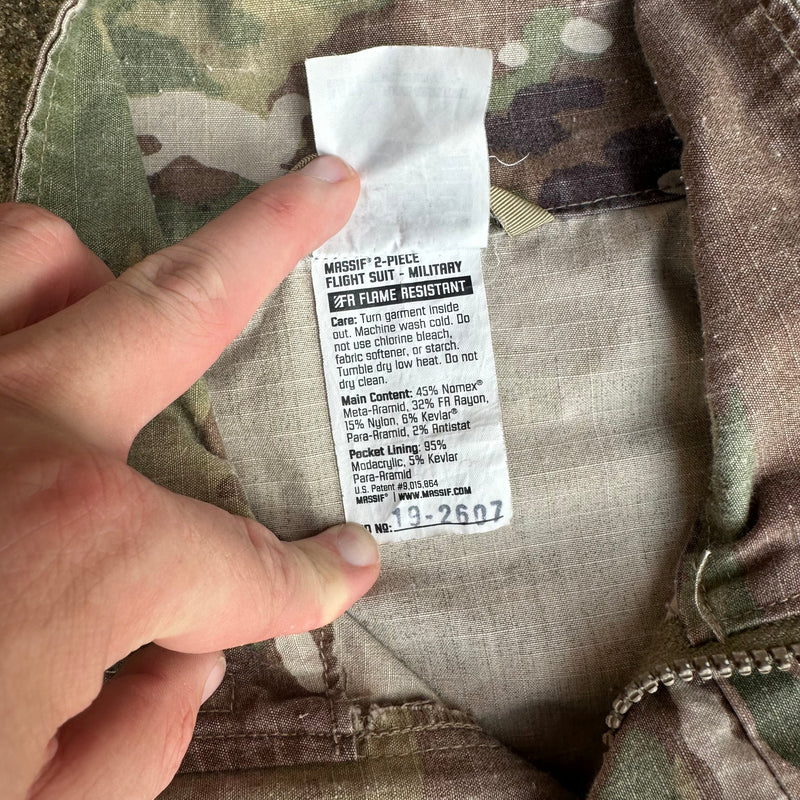 MASSIF® 2-PIECE
FLIGHT SUIT - MILITARY
FR FLAME RESISTANT
Care: Turn garment inside
out. Machine wash cold. Do
not use chlorine bleach,
fabric softener, or starch.
Tumble dry low heat. Do not
dry clean.
Main Content: 45% Nomex®
Meta-Aramid, 32% FR Rayon,
15% Nylon, 6% Kevlar®
Para-Aramid, 2% Antistat
Pocket Lining: 95%
Modacrylic, 5% Kevlar
Para-Aramid
U.S. Patent #9,015,864
MASSIF® | WWW.MASSIF.COM
NO: 19-2607